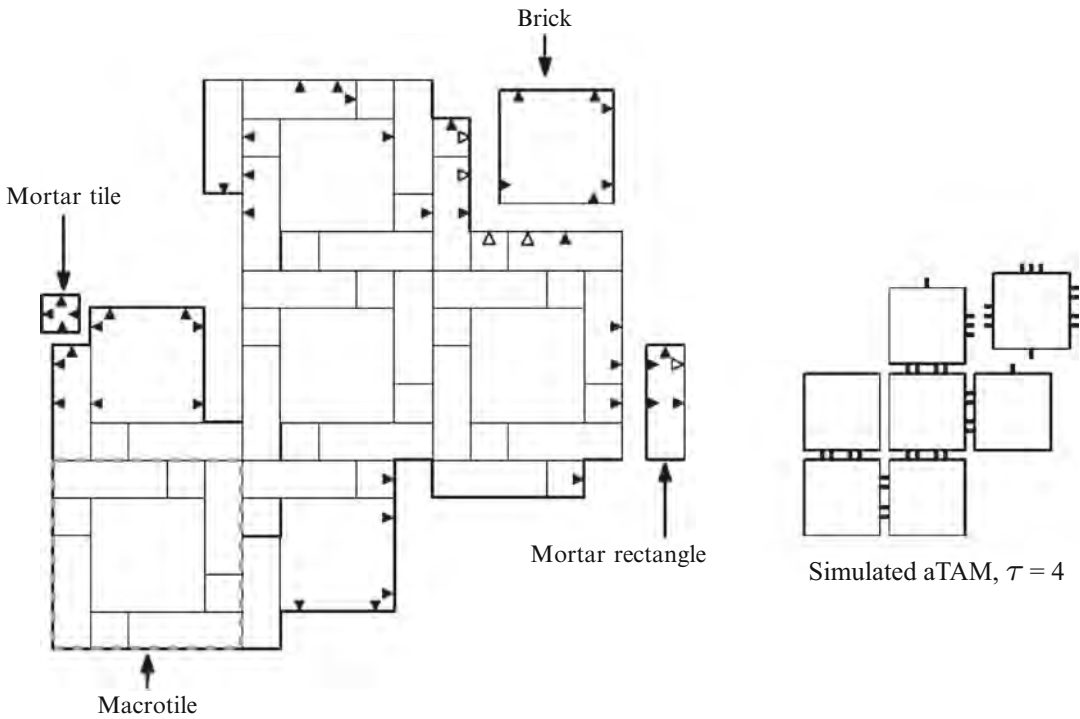 Brick
Mortar tile
Mortar rectangle
Simulated aTAM, τ = 4
Macrotile